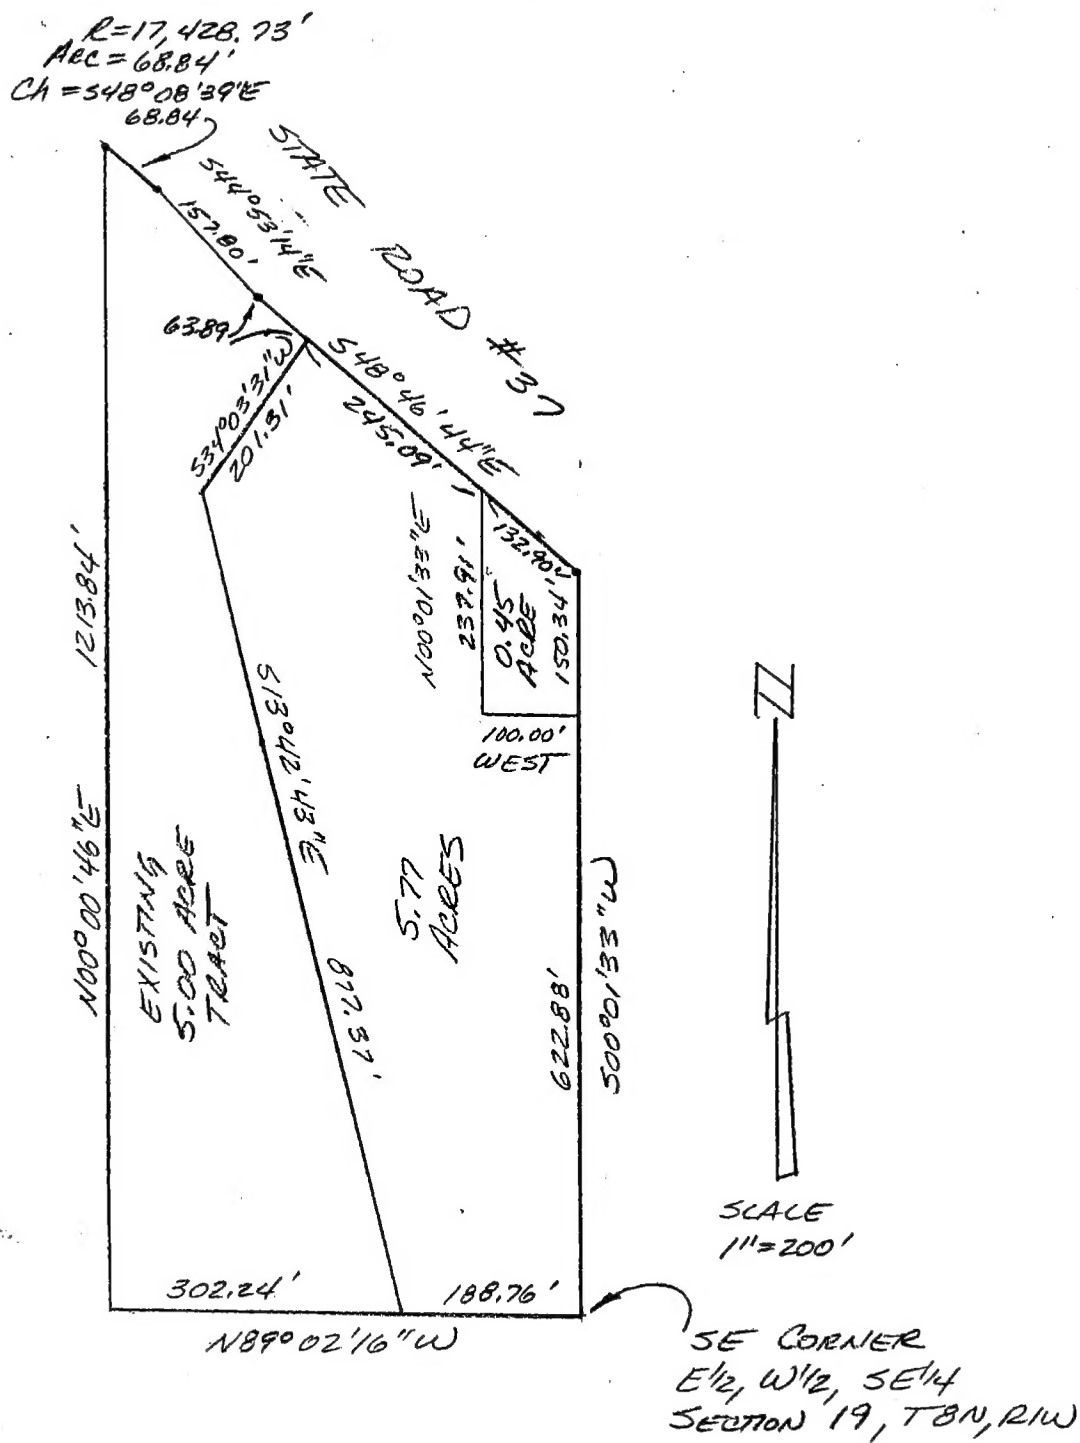 R=17,428.73'
ARC = 68.84'
Ch = S48°08'39"E
68.84
STATE ROAD #37
S44°53'14"E
157.80'
63.89
S48°46'44"E
245.09'
S34°03'31"W
201.31'
132.90'
N00°01'33"E
237.91'
0.45
ACRE
150.34'
100.00'
WEST
1213.84'
N00°00'46"E
S13°42'43"E
877.37'
EXISTING
5.00 ACRE
TRACT
5.77
ACRES
622.88'
S00°01'33"W
N
SCALE
1"=200'
302.24'
188.76'
N89°02'16"W
SE CORNER
E1/2, W1/2, SE1/4
SECTION 19, T8N, R1W